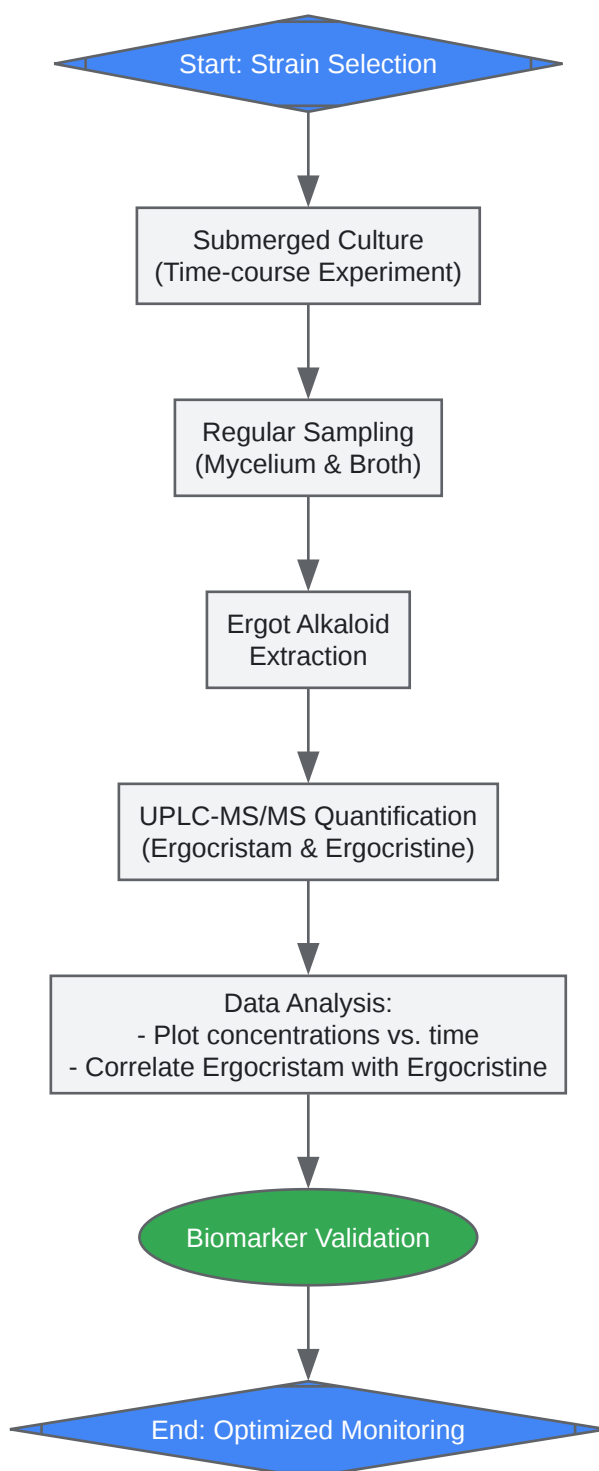 Start: Strain Selection
Submerged Culture
(Time-course Experiment)
Regular Sampling
(Mycelium & Broth)
Ergot Alkaloid
Extraction
UPLC-MS/MS Quantification
(Ergocristam & Ergocristine)
Data Analysis:
- Plot concentrations vs. time
- Correlate Ergocristam with Ergocristine
Biomarker Validation
End: Optimized Monitoring